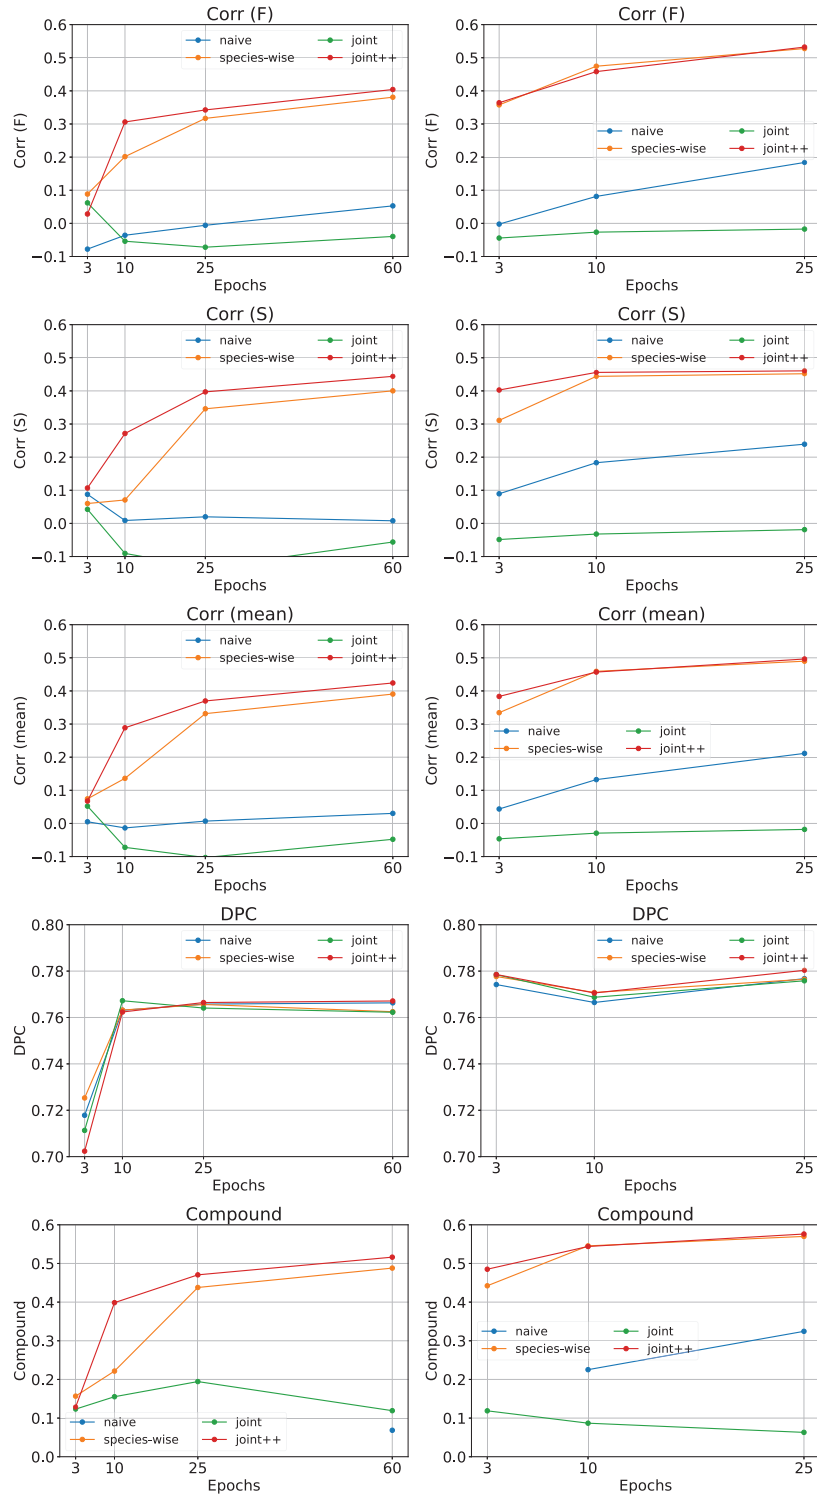 Corr (F)
0.6
0.5
0.4
0.3
0.2
0.1
0.0
−0.1
Corr (F)
naive
joint
species-wise
joint++
3
10
25
60
Epochs
Corr (F)
0.6
0.5
0.4
0.3
0.2
0.1
0.0
−0.1
Corr (F)
naive
joint
species-wise
joint++
3
10
25
Epochs
Corr (S)
0.6
0.5
0.4
0.3
0.2
0.1
0.0
−0.1
Corr (S)
naive
joint
species-wise
joint++
3
10
25
60
Epochs
Corr (S)
0.6
0.5
0.4
0.3
0.2
0.1
0.0
−0.1
Corr (S)
naive
joint
species-wise
joint++
3
10
25
Epochs
Corr (mean)
0.6
0.5
0.4
0.3
0.2
0.1
0.0
−0.1
Corr (mean)
naive
joint
species-wise
joint++
3
10
25
60
Epochs
Corr (mean)
0.6
0.5
0.4
0.3
0.2
0.1
0.0
−0.1
Corr (mean)
naive
joint
species-wise
joint++
3
10
25
Epochs
DPC
0.80
0.78
0.76
0.74
0.72
0.70
DPC
naive
joint
species-wise
joint++
3
10
25
60
Epochs
DPC
0.80
0.78
0.76
0.74
0.72
0.70
DPC
naive
joint
species-wise
joint++
3
10
25
Epochs
Compound
0.6
0.5
0.4
0.3
0.2
0.1
0.0
Compound
naive
joint
species-wise
joint++
3
10
25
60
Epochs
Compound
0.6
0.5
0.4
0.3
0.2
0.1
0.0
Compound
naive
joint
species-wise
joint++
3
10
25
Epochs